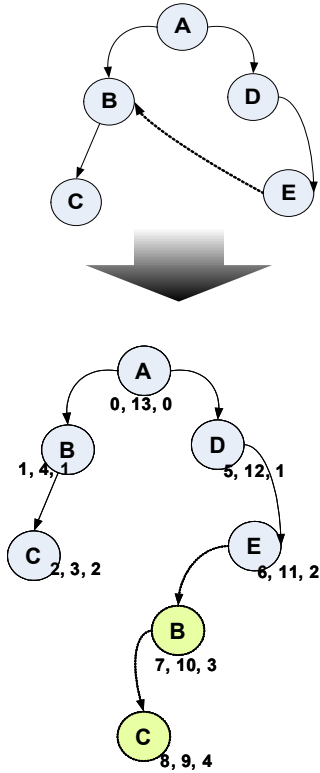 A
B
D
C
E
A
0, 13, 0
B
D
1, 4, 1
5, 12, 1
C
E
2, 3, 2
6, 11, 2
B
7, 10, 3
C
8, 9, 4